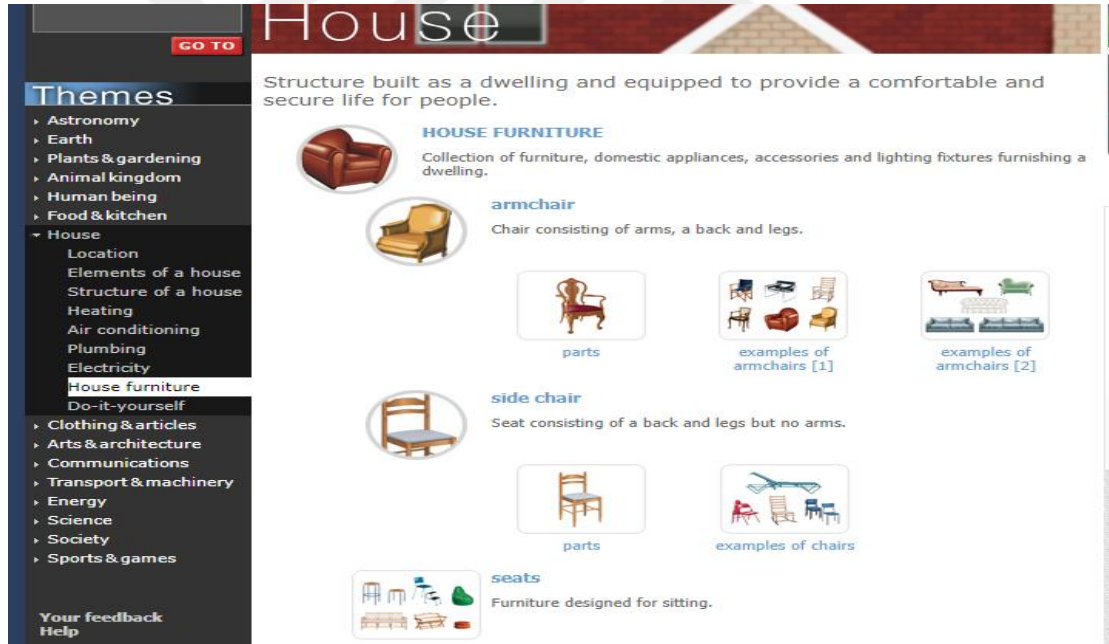 GO TO
House
Themes
Astronomy
Earth
Plants & gardening
Animal kingdom
Human being
Food & kitchen
House
Location
Elements of a house
Structure of a house
Heating
Air conditioning
Plumbing
Electricity
House furniture
Do-it-yourself
Clothing & articles
Arts & architecture
Communications
Transport & machinery
Energy
Science
Society
Sports & games
Your feedback
Help
Structure built as a dwelling and equipped to provide a comfortable and
secure life for people.
HOUSE FURNITURE
Collection of furniture, domestic appliances, accessories and lighting fixtures furnishing a
dwelling.
armchair
Chair consisting of arms, a back and legs.
parts
examples of
armchairs [1]
examples of
armchairs [2]
side chair
Seat consisting of a back and legs but no arms.
parts
examples of chairs
seats
Furniture designed for sitting.